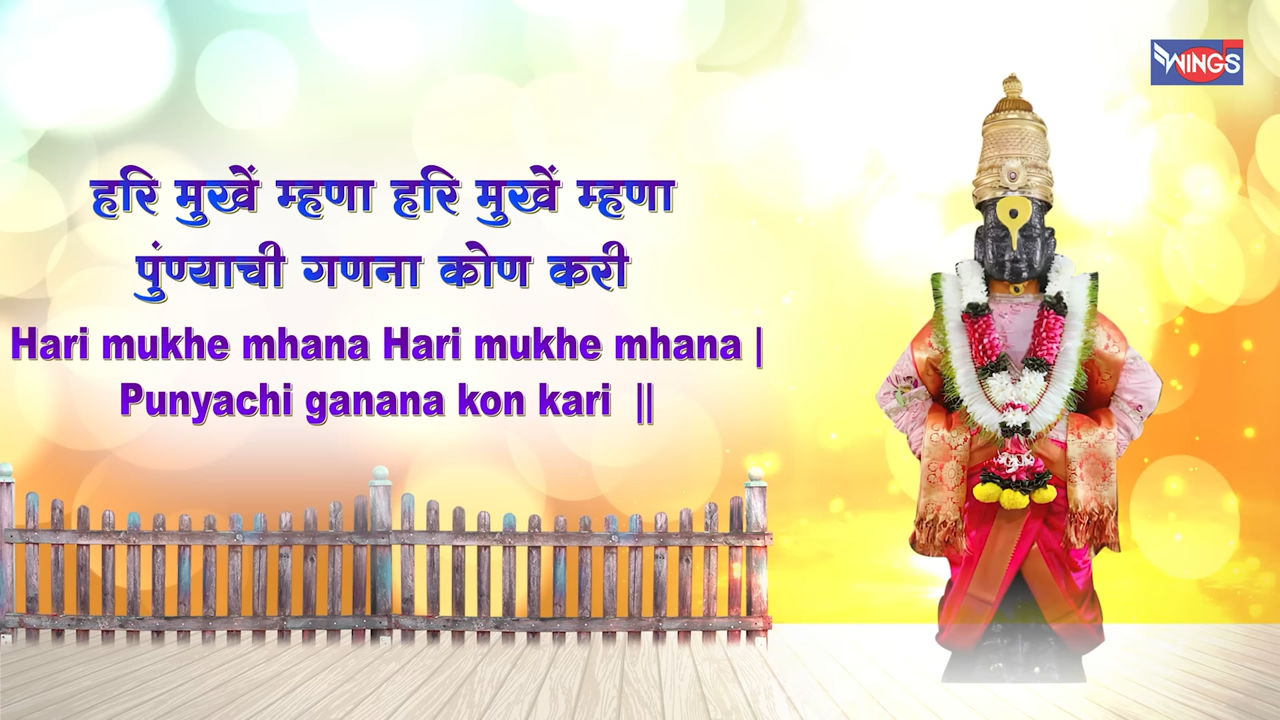 हरि मुखें म्हणा हरि मुखें म्हणा
पुंण्याची गणना कोण करी
Hari mukhe mhana Hari mukhe mhana |
Punyachi ganana kon kari ||
WINGS